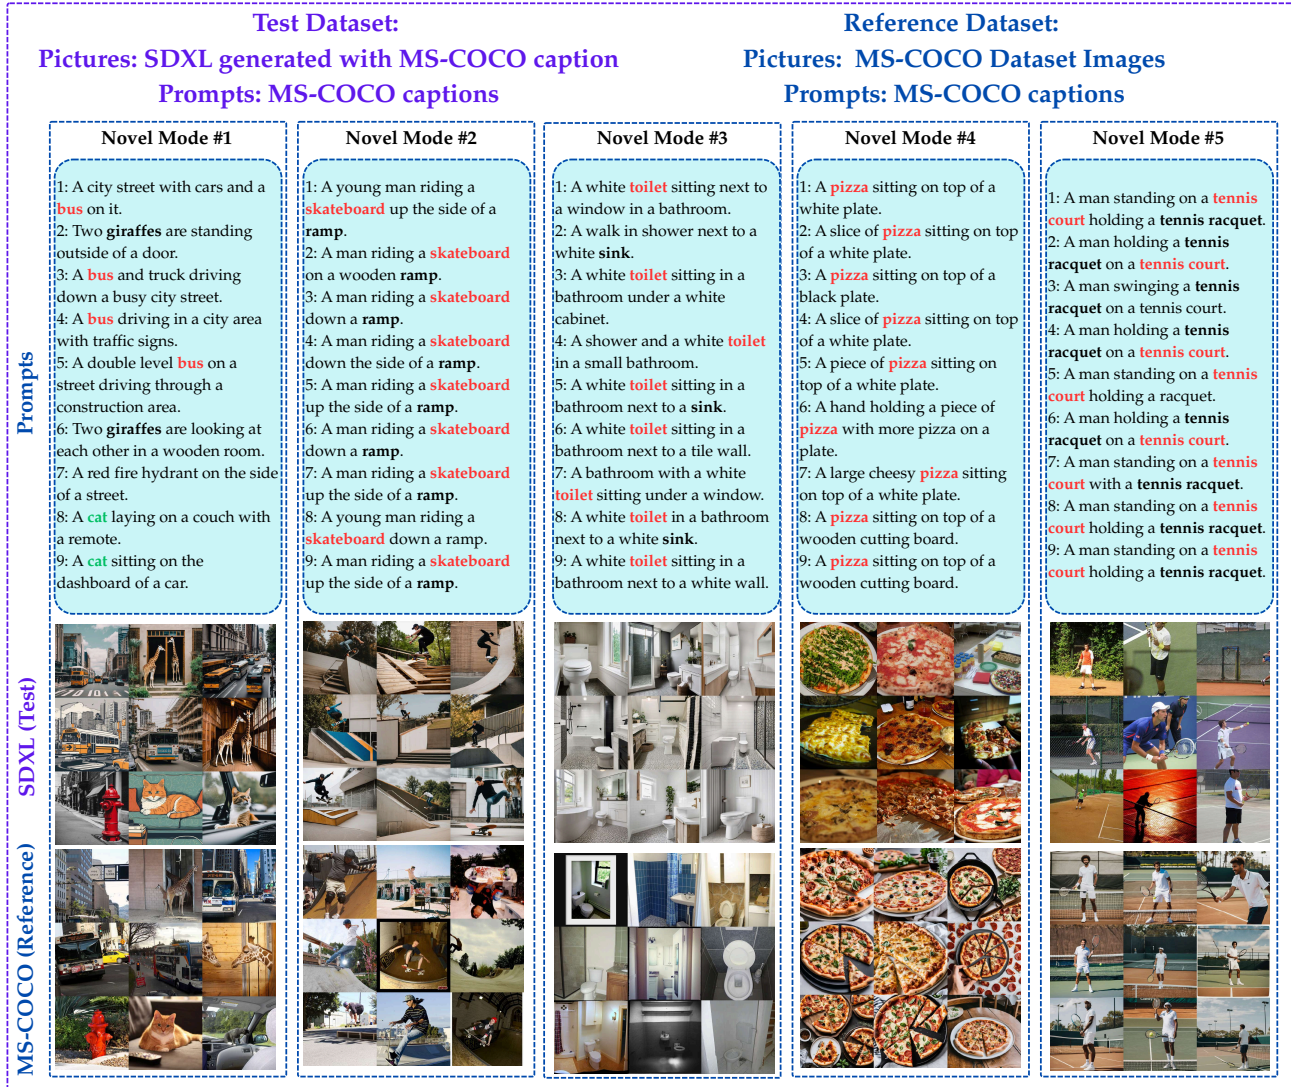 Test Dataset:
Pictures: SDXL generated with MS-COCO caption
Prompts: MS-COCO captions
Reference Dataset:
Pictures: MS-COCO Dataset Images
Prompts: MS-COCO captions
Prompts
SDXL (Test)
MS-COCO (Reference)
Novel Mode #1
1: A city street with cars and a
bus on it.
2: Two giraffes are standing
outside of a door.
3: A bus and truck driving
down a busy city street.
4: A bus driving in a city area
with traffic signs.
5: A double level bus on a
street driving through a
construction area.
6: Two giraffes are looking at
each other in a wooden room.
7: A red fire hydrant on the side
of a street.
8: A cat laying on a couch with
a remote.
9: A cat sitting on the
dashboard of a car.
Novel Mode #2
1: A young man riding a
skateboard up the side of a
ramp.
2: A man riding a skateboard
on a wooden ramp.
3: A man riding a skateboard
down a ramp.
4: A man riding a skateboard
down the side of a ramp.
5: A man riding a skateboard
up the side of a ramp.
6: A man riding a skateboard
down a ramp.
7: A man riding a skateboard
up the side of a ramp.
8: A young man riding a
skateboard down a ramp.
9: A man riding a skateboard
up the side of a ramp.
Novel Mode #3
1: A white toilet sitting next to
a window in a bathroom.
2: A walk in shower next to a
white sink.
3: A white toilet sitting in a
bathroom under a white
cabinet.
4: A shower and a white toilet
in a small bathroom.
5: A white toilet sitting in a
bathroom next to a sink.
6: A white toilet sitting in a
bathroom next to a tile wall.
7: A bathroom with a white
toilet sitting under a window.
8: A white toilet in a bathroom
next to a white sink.
9: A white toilet sitting in a
bathroom next to a white wall.
Novel Mode #4
1: A pizza sitting on top of a
white plate.
2: A slice of pizza sitting on top
of a white plate.
3: A pizza sitting on top of a
black plate.
4: A slice of pizza sitting on top
of a white plate.
5: A piece of pizza sitting on
top of a white plate.
6: A hand holding a piece of
pizza with more pizza on a
plate.
7: A large cheesy pizza sitting
on top of a white plate.
8: A pizza sitting on top of a
wooden cutting board.
9: A pizza sitting on top of a
wooden cutting board.
Novel Mode #5
1: A man standing on a tennis
court holding a tennis racquet.
2: A man holding a tennis
racquet on a tennis court.
3: A man swinging a tennis
racquet on a tennis court.
4: A man holding a tennis
racquet on a tennis court.
5: A man standing on a tennis
court holding a racquet.
6: A man holding a tennis
racquet on a tennis court.
7: A man standing on a tennis
court with a tennis racquet.
8: A man standing on a tennis
court holding a tennis racquet.
9: A man standing on a tennis
court holding a tennis racquet.